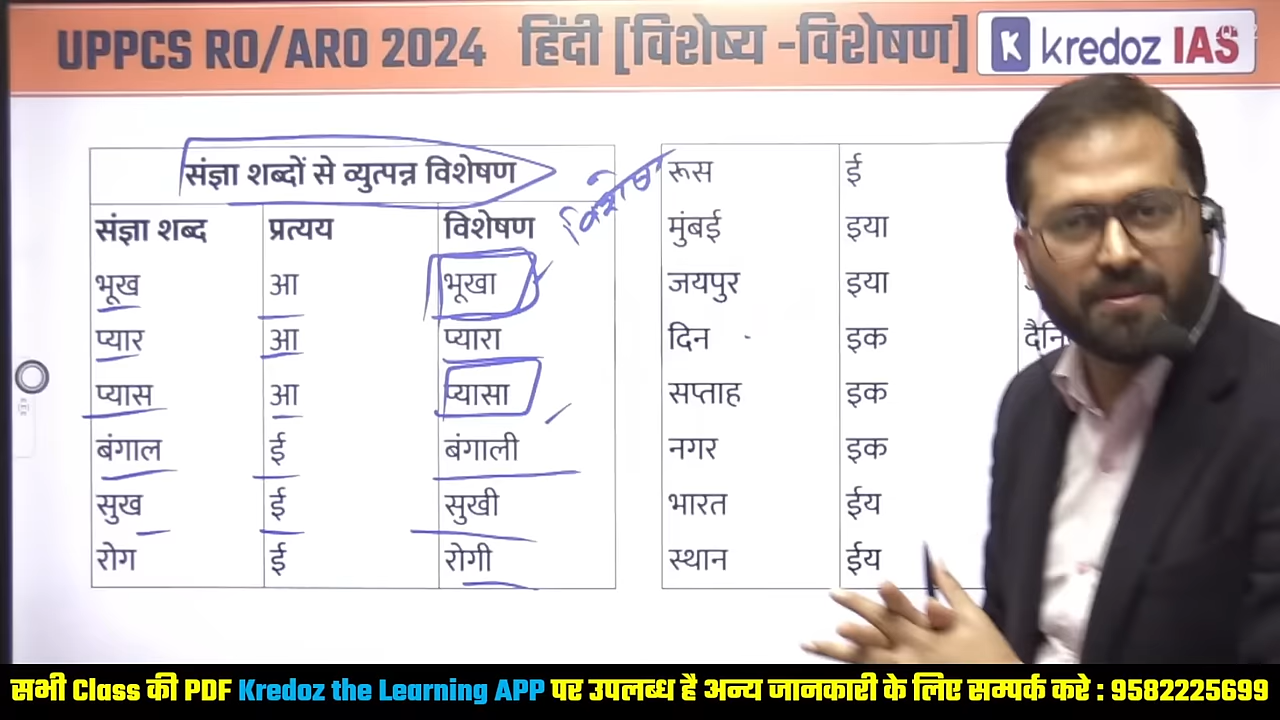 UPPCS RO/ARO 2024 हिंदी [विशेष्य -विशेषण]
kredoz IAS
संज्ञा शब्दों से व्युत्पन्न विशेषण
संज्ञा शब्द प्रत्यय विशेषण
भूख आ भूखा
प्यार आ प्यारा
प्यास आ प्यासा
बंगाल ई बंगाली
सुख ई सुखी
रोग ई रोगी
रूस ई
मुंबई इया
जयपुर इया
दिन इक दैनि
सप्ताह इक
नगर इक
भारत ईय
स्थान ईय
सभी Class की PDF Kredoz the Learning APP पर उपलब्ध है अन्य जानकारी के लिए सम्पर्क करे : 9582225699